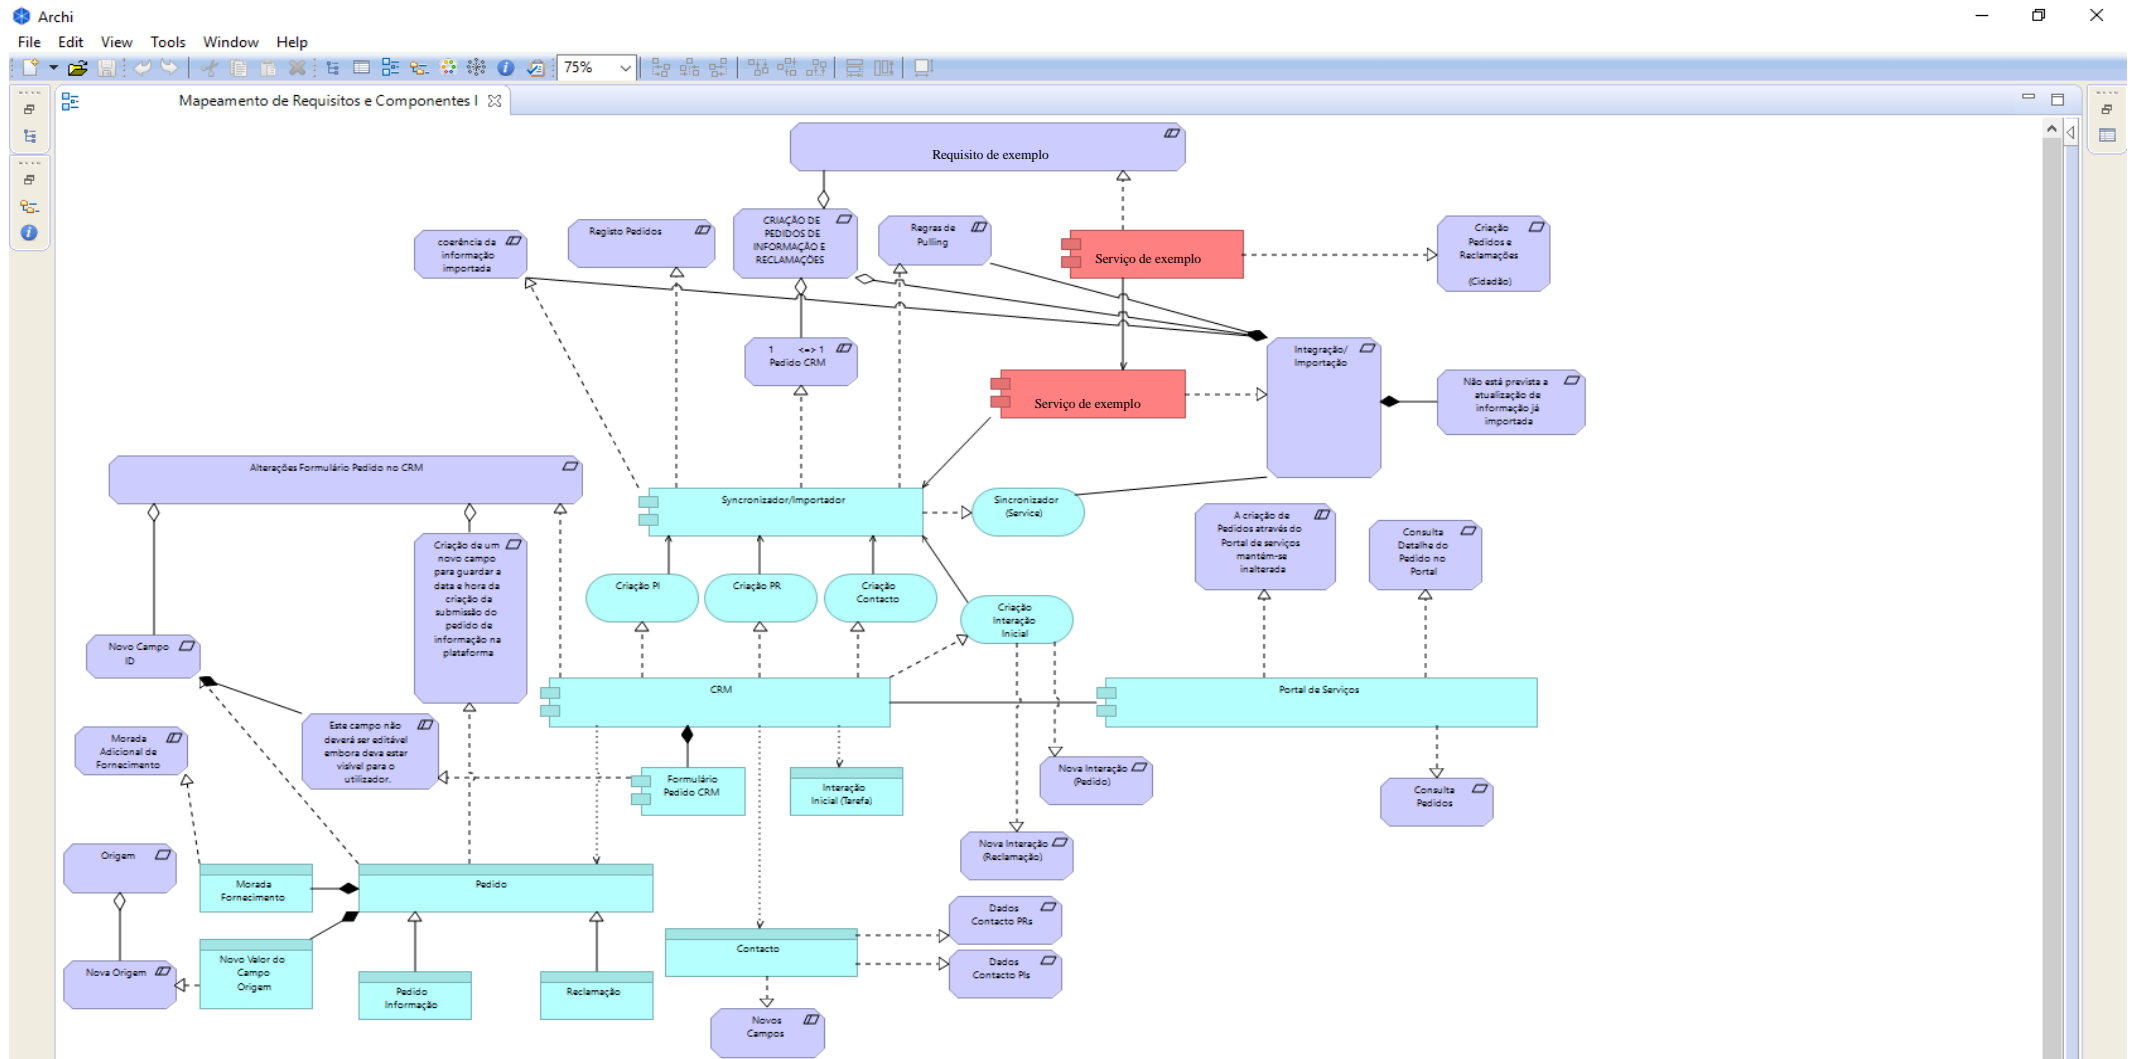 Archi
File Edit View Tools Window Help
75%
Mapeamento de Requisitos e Componentes I
Requisito de exemplo
coerência da
informação
importada
Registo Pedidos
CRIAÇÃO DE
PEDIDOS DE
INFORMAÇÃO E
RECLAMAÇÕES
Regras de
Pulling
Serviço de exemplo
Criação
Pedidos e
Reclamações
(Cidadão)
1 <=> 1
Pedido CRM
Serviço de exemplo
Integração/
Importação
Não está prevista a
atualização de
informação já
importada
Alterações Formulário Pedido no CRM
Syncronizador/Importador
Sincronizador
(Service)
A criação de
Pedidos através do
Portal de serviços
mantém-se
inalterada
Consulta
Detalhe do
Pedido no
Portal
Criação de um
novo campo
para guardar a
data e hora da
criação da
submissão do
pedido de
informação na
plataforma
Criação PI
Criação PR
Criação
Contacto
Criação
Interação
Inicial
Novo Campo
ID
CRM
Portal de Serviços
Morada
Adicional de
Fornecimento
Este campo não
deverá ser editável
embora deva estar
visível para o
utilizador.
Formulário
Pedido CRM
Interação
Inicial (Tarefa)
Nova Interação
(Pedido)
Consulta
Pedidos
Nova Interação
(Reclamação)
Origem
Morada
Fornecimento
Pedido
Dados
Contacto PRs
Contacto
Dados
Contacto PIs
Nova Origem
Novo Valor do
Campo
Origem
Pedido
Informação
Reclamação
Novos
Campos